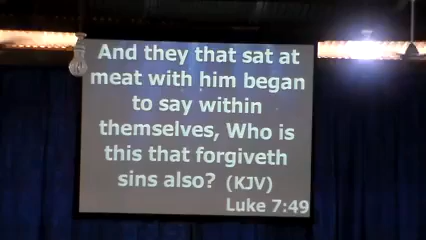 And they that sat at
meat with him began
to say within
themselves, Who is
this that forgiveth
sins also? (KJV)
Luke 7:49